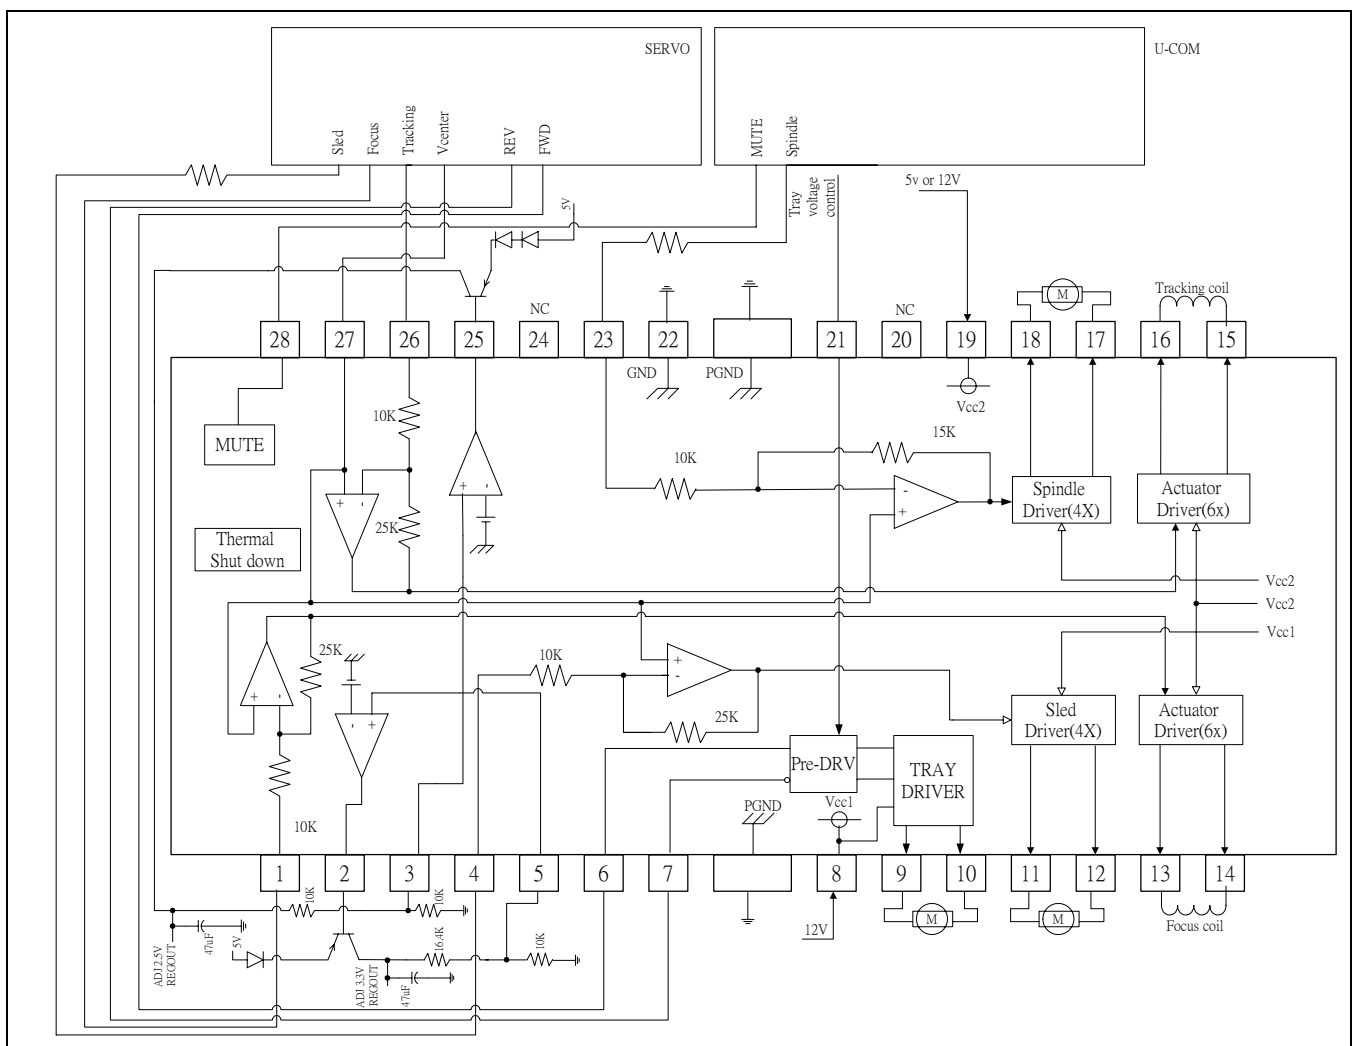 SERVO
U-COM
Sled
Focus
Tracking
Vcenter
REV
FWD
MUTE
Spindle
Tray voltage control
5v or 12V
5V
NC
NC
M
Tracking coil
28
27
26
25
24
23
22
21
20
19
18
17
16
15
GND
PGND
Vcc2
MUTE
10K
25K
+
-
+
-
10K
15K
-
+
Spindle
Driver(4X)
Actuator
Driver(6x)
Thermal
Shut down
Vcc2
Vcc2
Vcc1
25K
+
-
-
+
10K
+
-
25K
Sled
Driver(4X)
Actuator
Driver(6x)
Pre-DRV
TRAY
DRIVER
Vcc1
PGND
10K
1
2
3
4
5
6
7
8
9
10
11
12
13
14
10K
10K
M
M
Focus coil
12V
ADJ 2.5V
REGOUT
47uF
5V
ADJ 3.3V
REGOUT
47uF
16.4K
10K